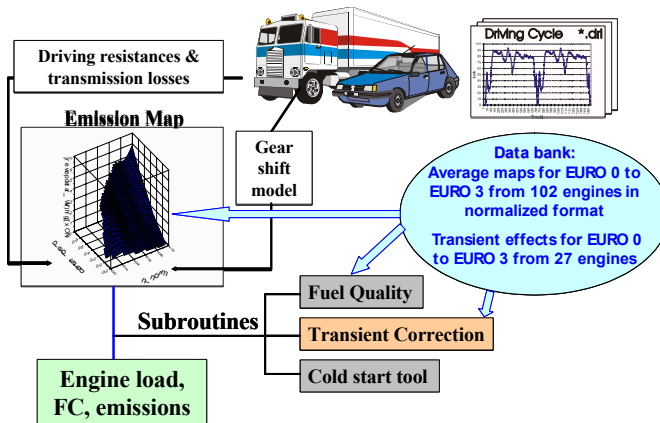 Driving resistances &
transmission losses
Driving Cycle *.dri
Emission Map
Gear
shift
model
Data bank:
Average maps for EURO 0 to
EURO 3 from 102 engines in
normalized format
Transient effects for EURO 0
to EURO 3 from 27 engines
Fuel Quality
Subroutines
Transient Correction
Cold start tool
Engine load,
FC, emissions